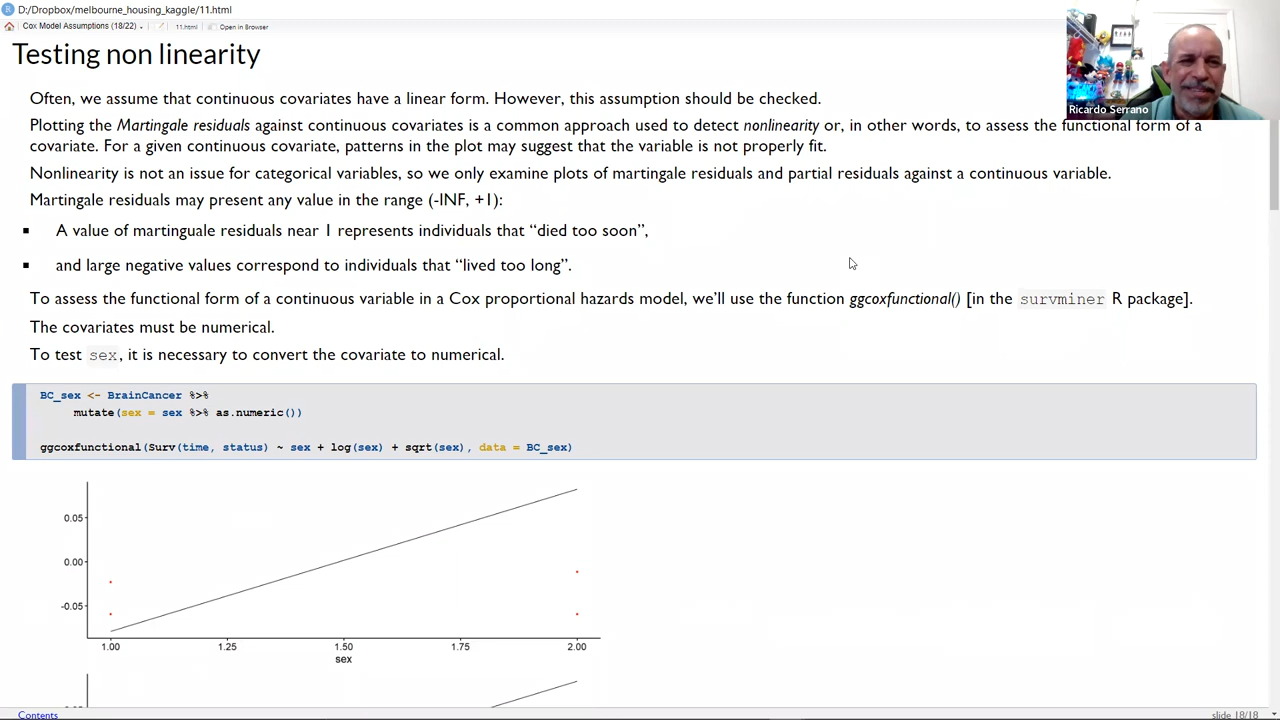 D:/Dropbox/melbourne_housing_kaggle/11.html
Cox Model Assumptions (18/22)
11.html
Open in Browser
Testing non linearity
Ricardo Serrano
Often, we assume that continuous covariates have a linear form. However, this assumption should be checked.
Plotting the Martingale residuals against continuous covariates is a common approach used to detect nonlinearity or, in other words, to assess the functional form of a
covariate. For a given continuous covariate, patterns in the plot may suggest that the variable is not properly fit.
Nonlinearity is not an issue for categorical variables, so we only examine plots of martingale residuals and partial residuals against a continuous variable.
Martingale residuals may present any value in the range (-INF, +1):
▪ A value of martinguale residuals near 1 represents individuals that “died too soon”,
▪ and large negative values correspond to individuals that “lived too long”.
To assess the functional form of a continuous variable in a Cox proportional hazards model, we’ll use the function ggcoxfunctional() [in the survminer R package].
The covariates must be numerical.
To test sex, it is necessary to convert the covariate to numerical.
BC_sex <- BrainCancer %>%
mutate(sex = sex %>% as.numeric())
ggcoxfunctional(Surv(time, status) ~ sex + log(sex) + sqrt(sex), data = BC_sex)
0.05
0.00
-0.05
1.00 1.25 1.50 1.75 2.00
sex
Contents
slide 18/18